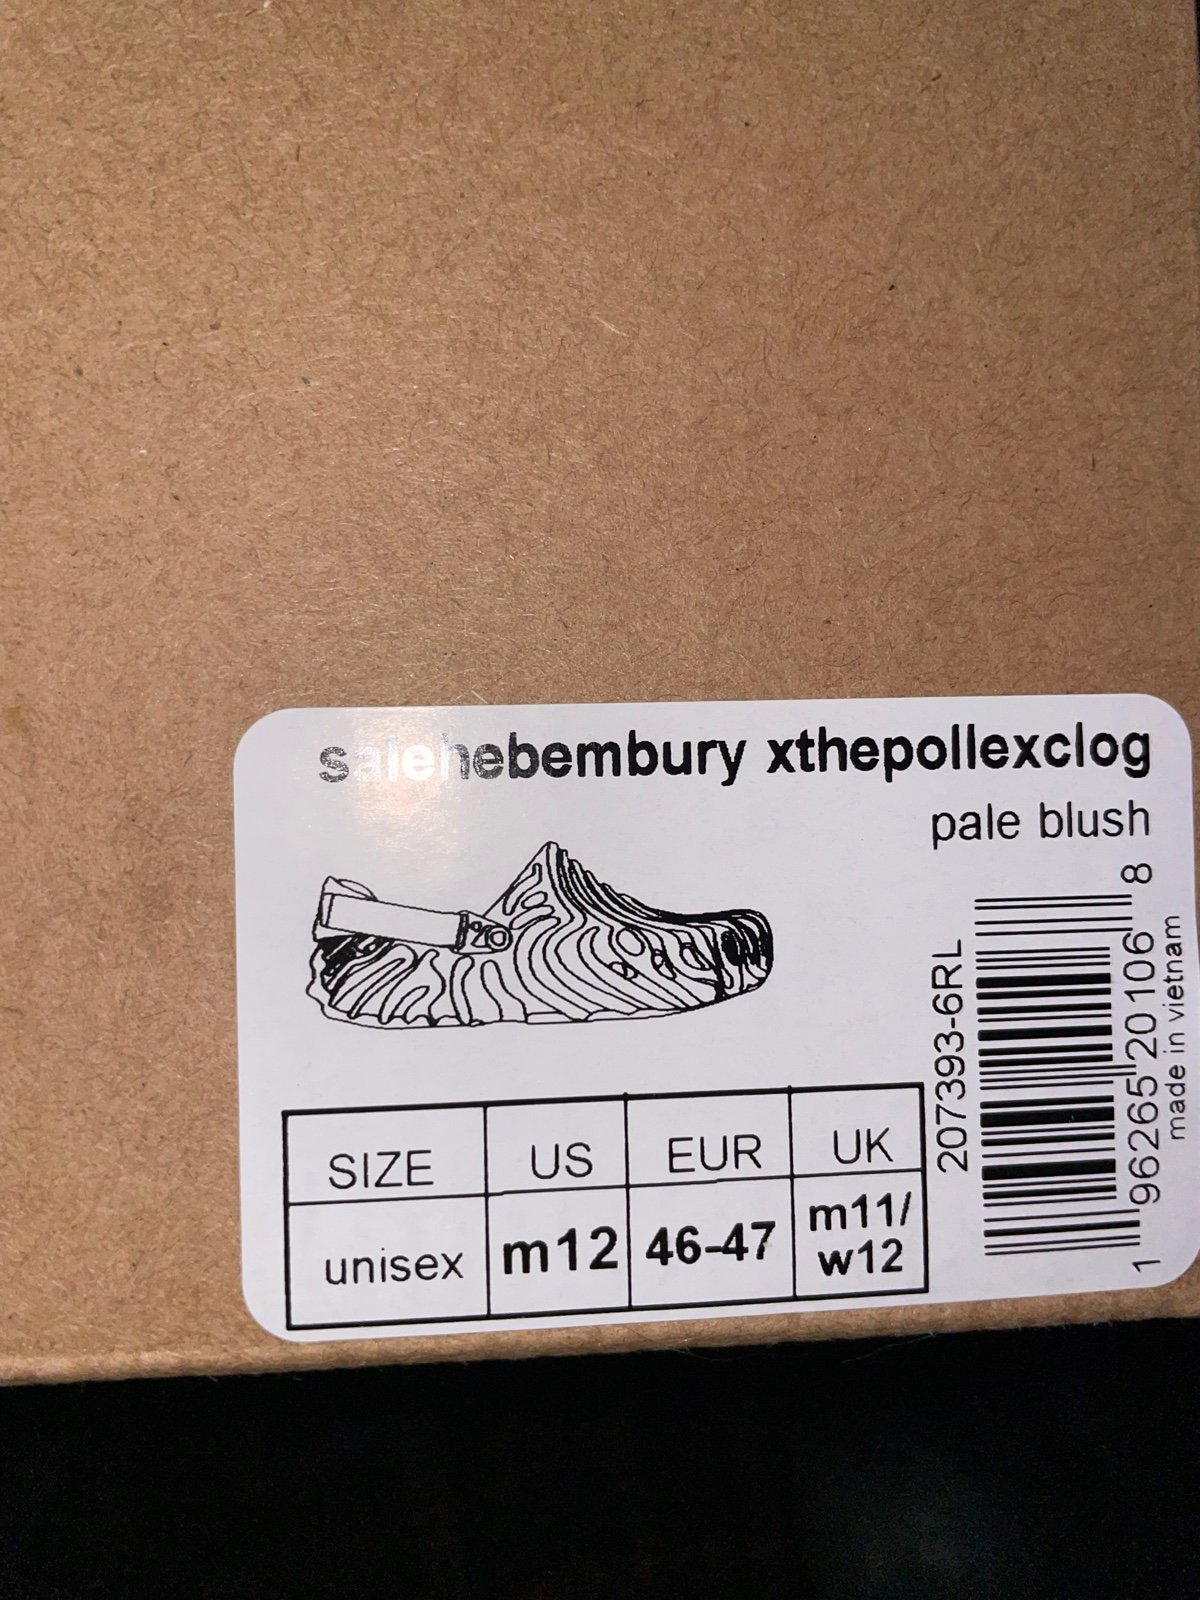 salehebembury xthepollexclog
pale blush
SIZE US EUR UK
unisex m12 46-47 m11/
w12
207393-6RL
1 96265 20106 8
made in vietnam